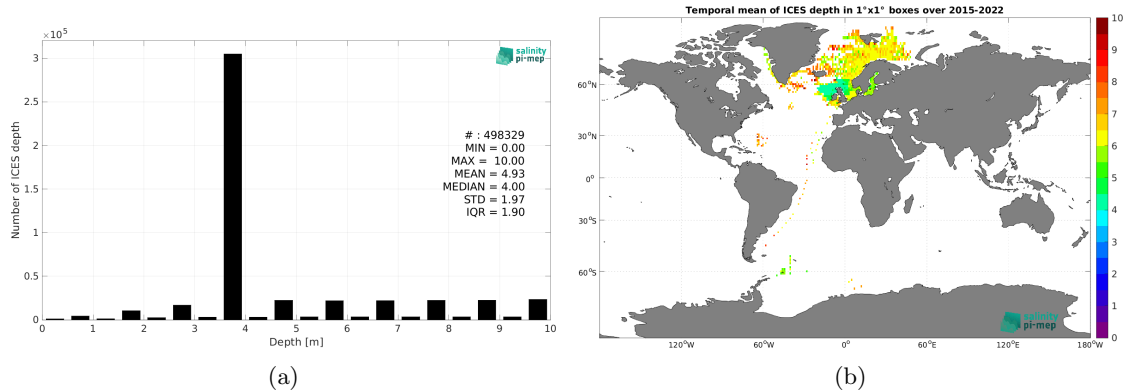 Temporal mean of ICES depth in 1°x1° boxes over 2015-2022
×10⁵
3
2.5
2
1.5
1
0.5
0
Number of ICES depth
salinity
pi-mep
# : 498329
MIN = 0.00
MAX = 10.00
MEAN = 4.93
MEDIAN = 4.00
STD = 1.97
IQR = 1.90
0 1 2 3 4 5 6 7 8 9 10
Depth [m]
(a)
60°N
30°N
0°
30°S
60°S
120°W 60°W 0° 60°E 120°E 180°W
salinity
pi-mep
10
9
8
7
6
5
4
3
2
1
0
(b)